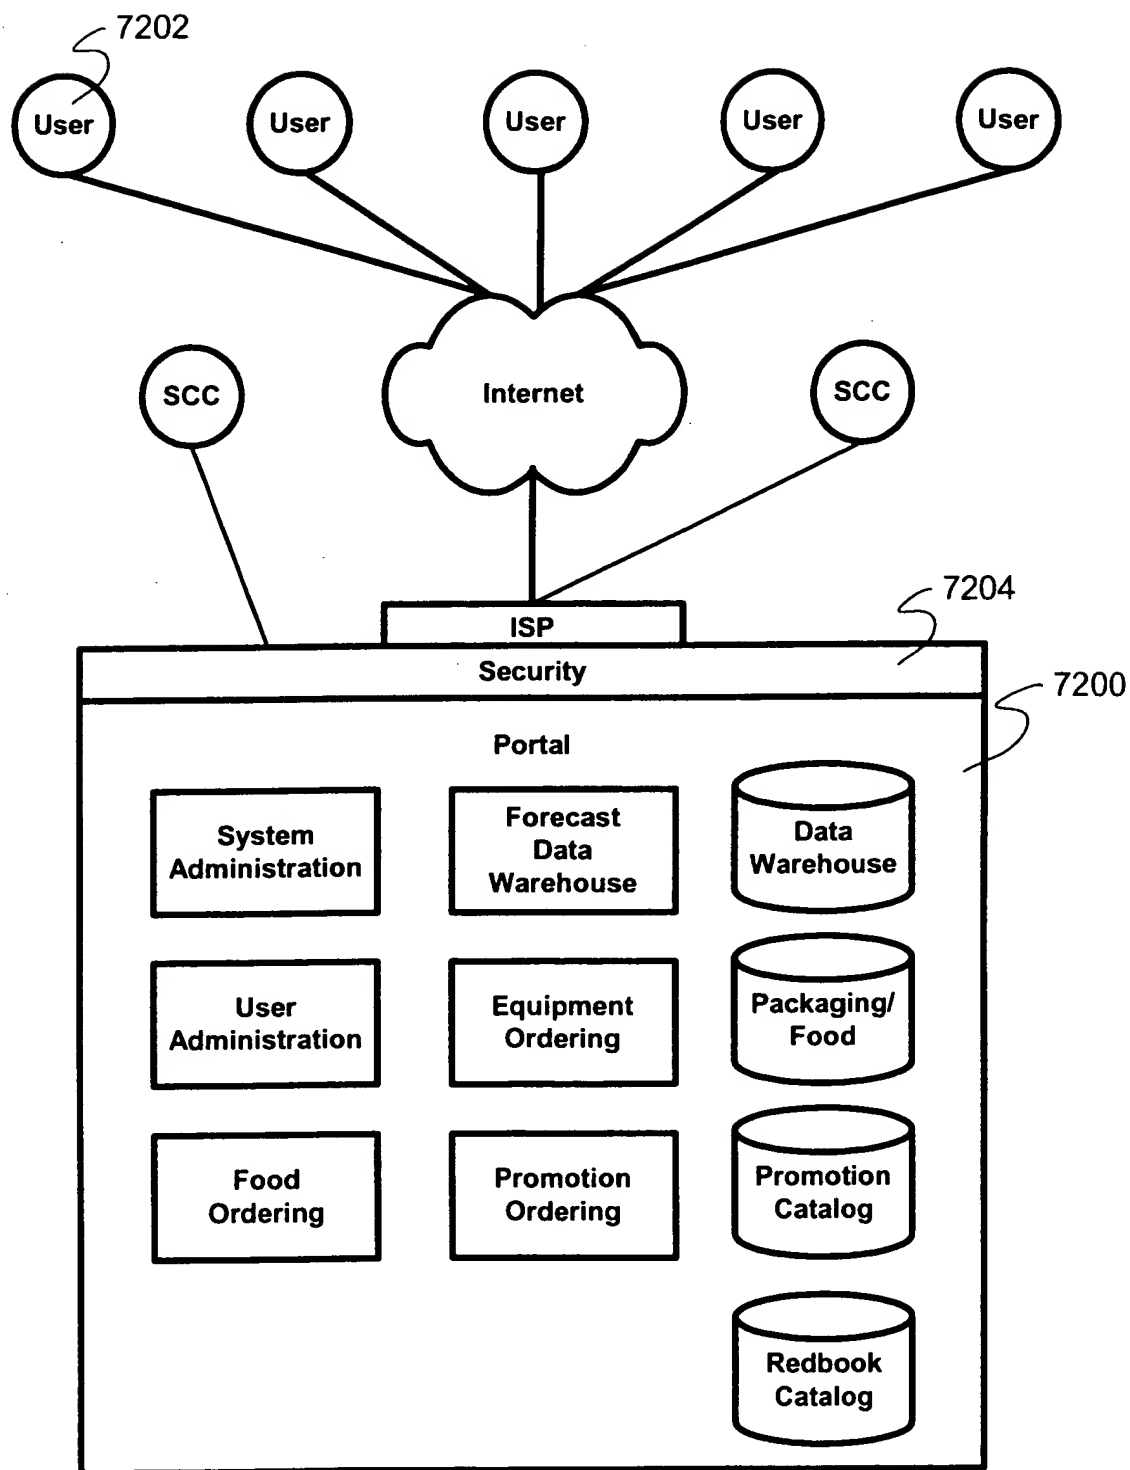 7202
User
User
User
User
User
SCC
Internet
SCC
7204
ISP
Security
7200
Portal
System
Administration
Forecast
Data
Warehouse
Data
Warehouse
User
Administration
Equipment
Ordering
Packaging/
Food
Food
Ordering
Promotion
Ordering
Promotion
Catalog
Redbook
Catalog